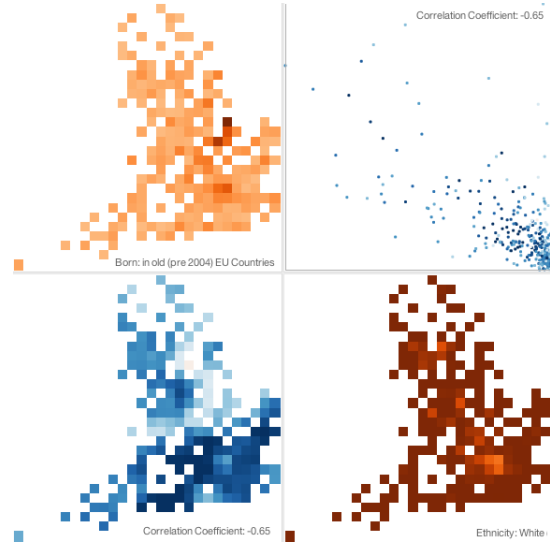 Correlation Coefficient: -0.65
Born: in old (pre 2004) EU Countries
Correlation Coefficient: -0.65
Ethnicity: White